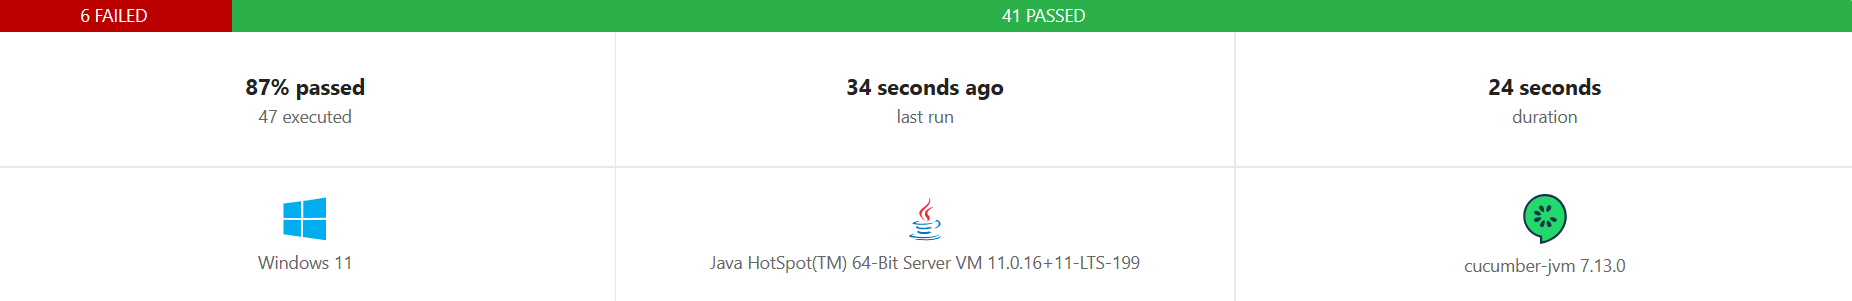 6 FAILED
41 PASSED
87% passed
47 executed
34 seconds ago
last run
24 seconds
duration
Windows 11
Java HotSpot(TM) 64-Bit Server VM 11.0.16+11-LTS-199
cucumber-jvm 7.13.0